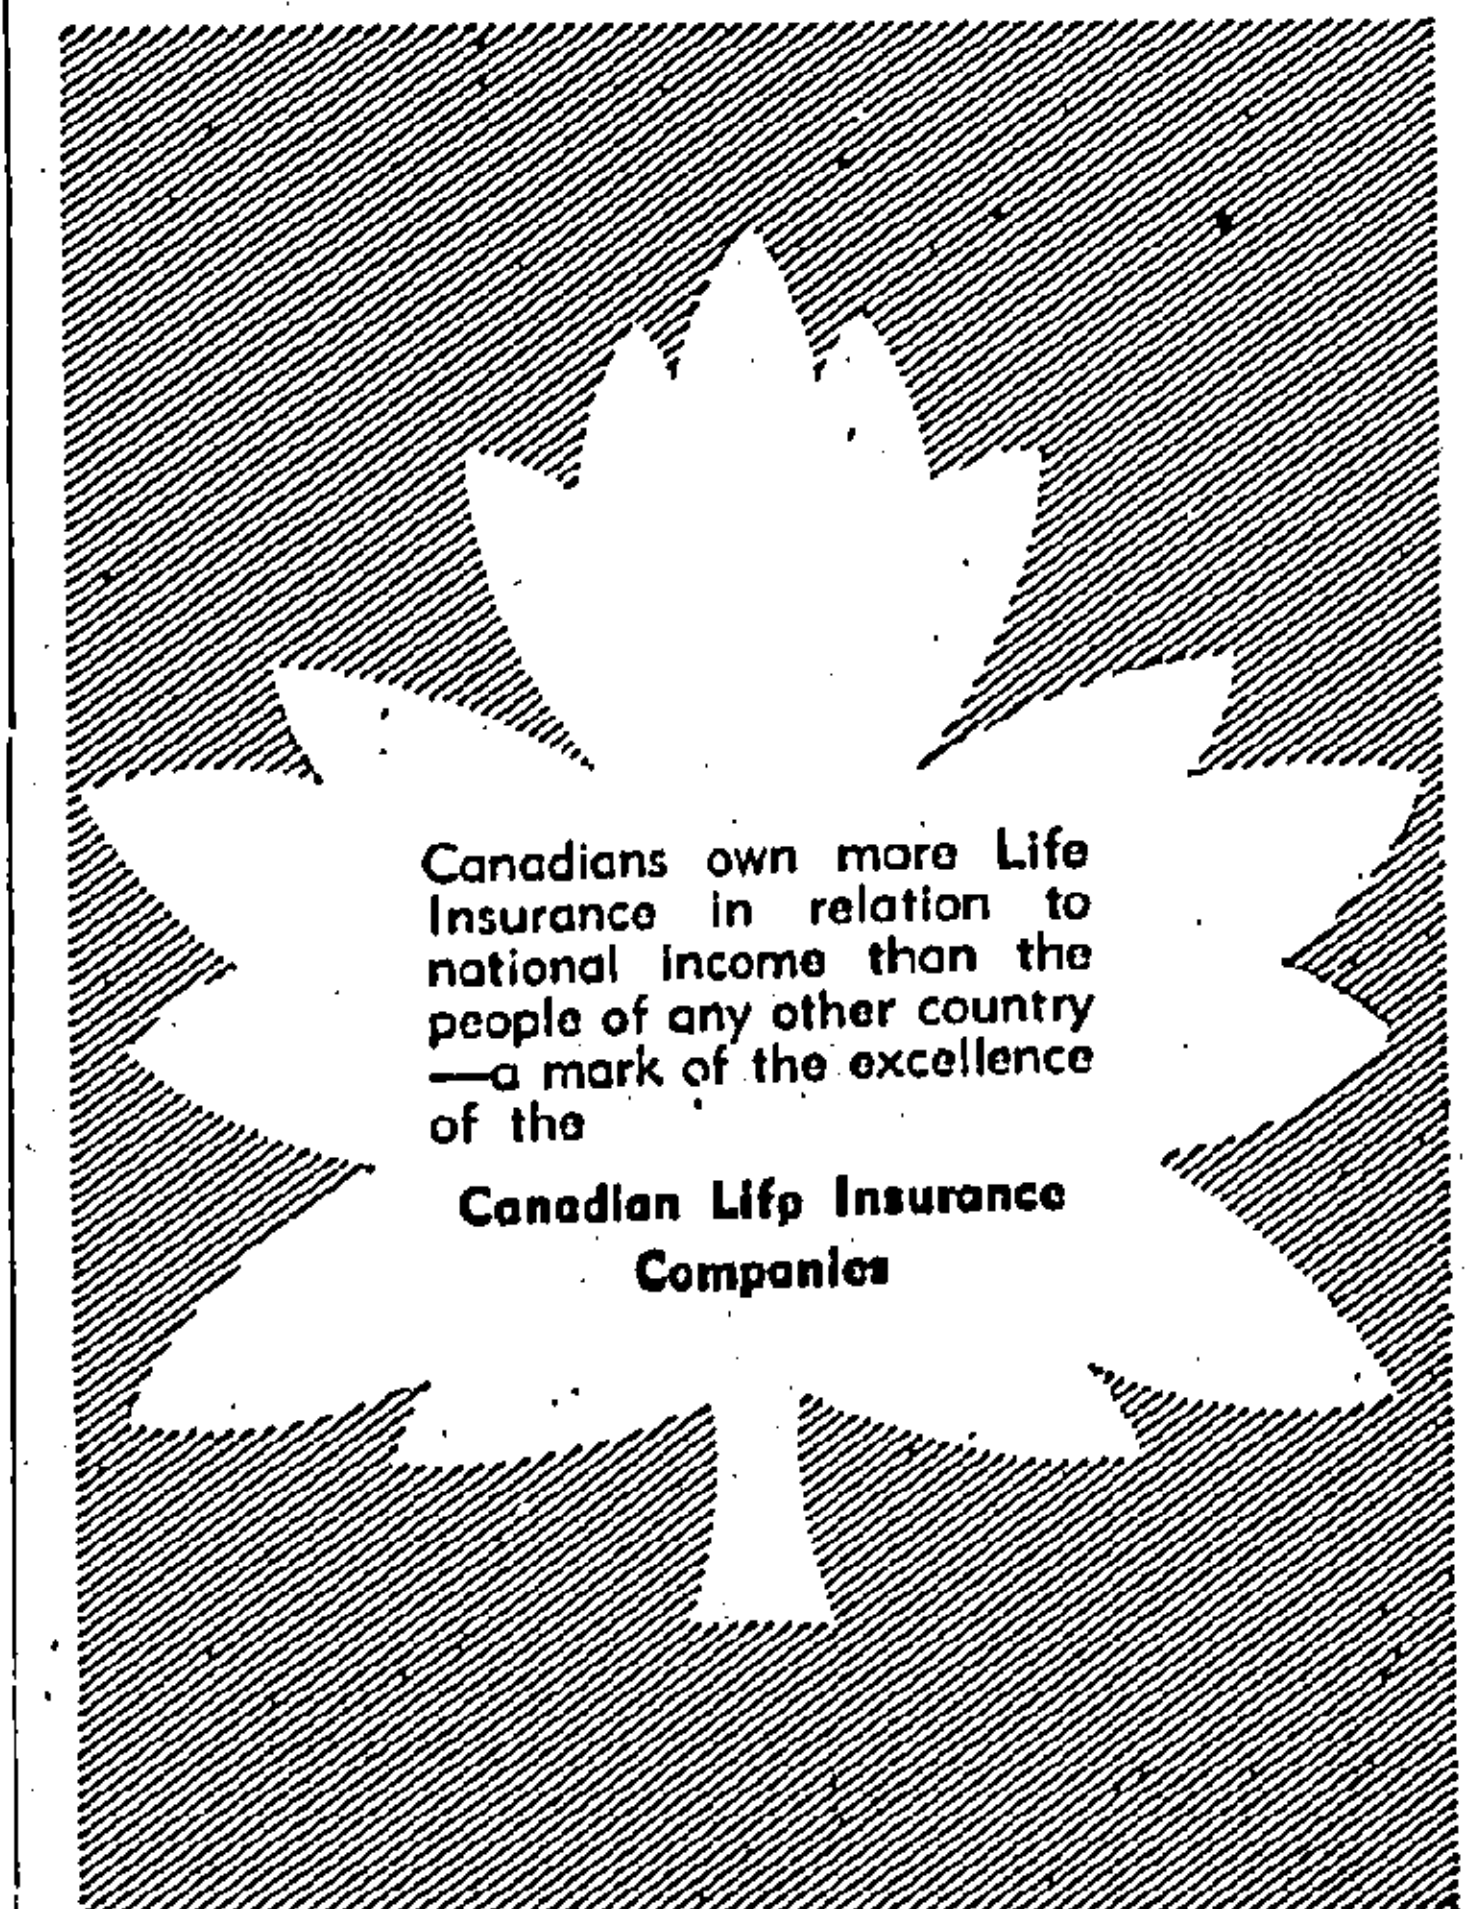 Canadians own more Life
Insurance in relation to
national income than the
people of any other country
—a mark of the excellence
of the
Canadian Life Insurance
Companies